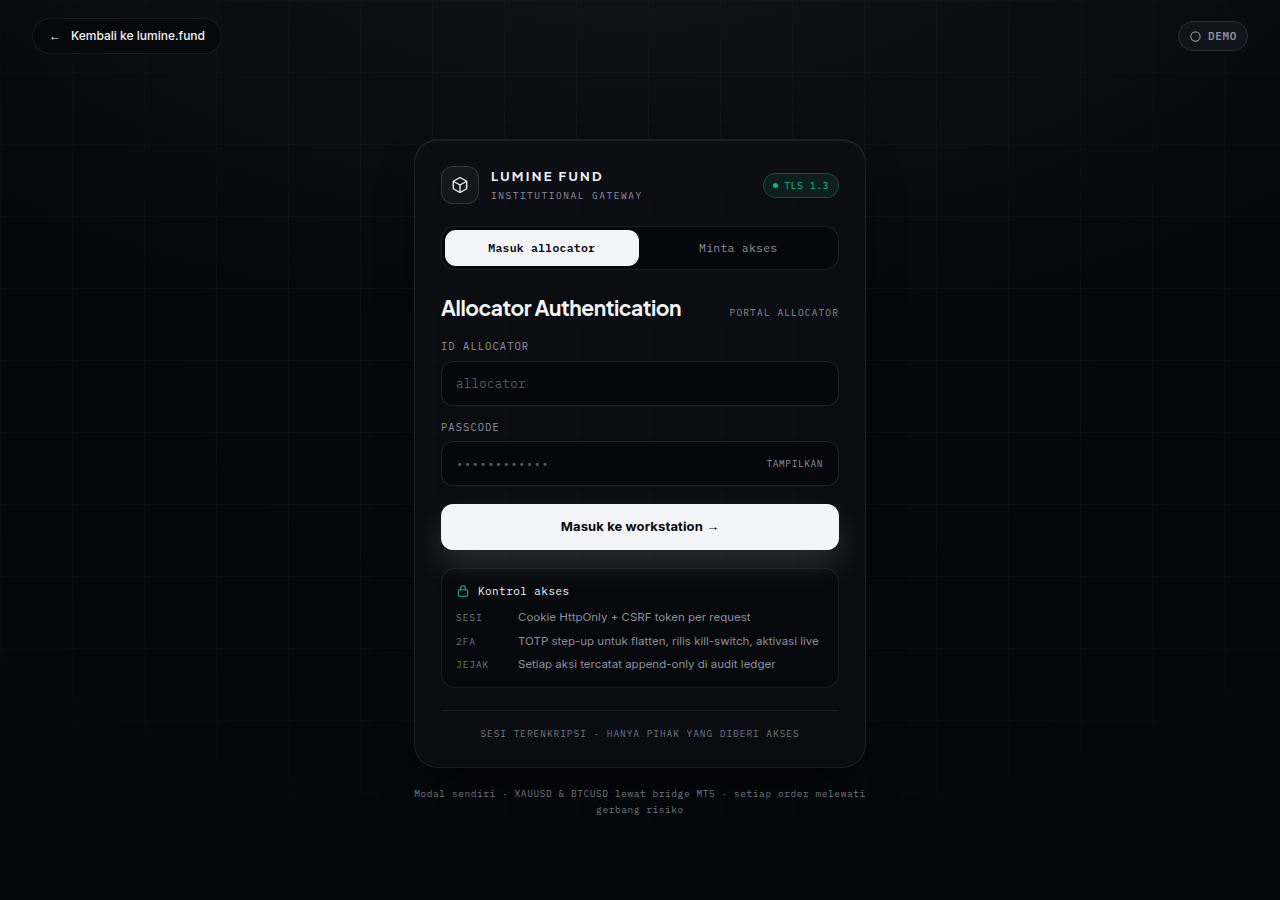 ← Kembali ke lumine.fund
DEMO
LUMINE FUND
INSTITUTIONAL GATEWAY
TLS 1.3
Masuk allocator
Minta akses
Allocator Authentication
PORTAL ALLOCATOR
ID ALLOCATOR
allocator
PASSCODE
••••••••••••
TAMPILKAN
Masuk ke workstation →
Kontrol akses
SESI Cookie HttpOnly + CSRF token per request
2FA TOTP step-up untuk flatten, rilis kill-switch, aktivasi live
JEJAK Setiap aksi tercatat append-only di audit ledger
SESI TERENKRIPSI · HANYA PIHAK YANG DIBERI AKSES
Modal sendiri · XAUUSD & BTCUSD lewat bridge MT5 · setiap order melewati
gerbang risiko